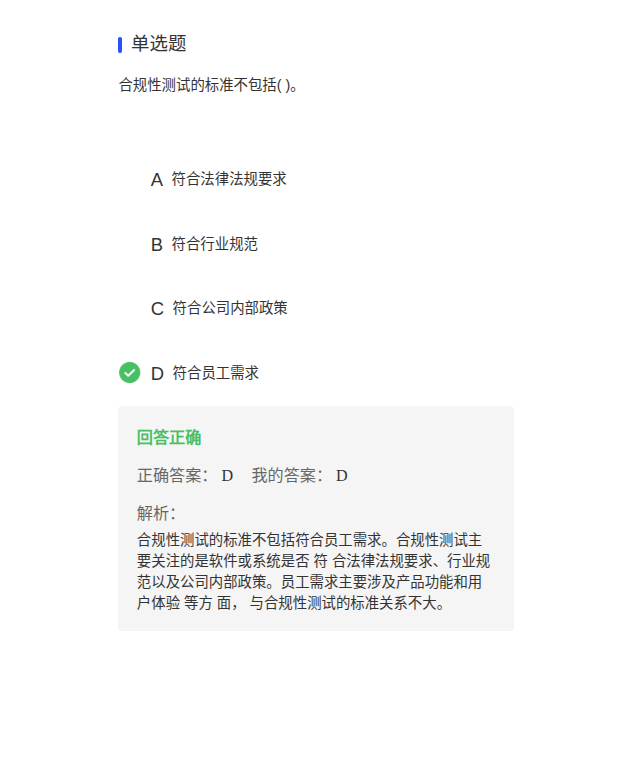 单选题
合规性测试的标准不包括( )。
A 符合法律法规要求
B 符合行业规范
C 符合公司内部政策
D 符合员工需求
回答正确
正确答案： D 我的答案： D
解析：
合规性测试的标准不包括符合员工需求。合规性测试主
要关注的是软件或系统是否 符 合法律法规要求、行业规
范以及公司内部政策。员工需求主要涉及产品功能和用
户体验 等方 面， 与合规性测试的标准关系不大。